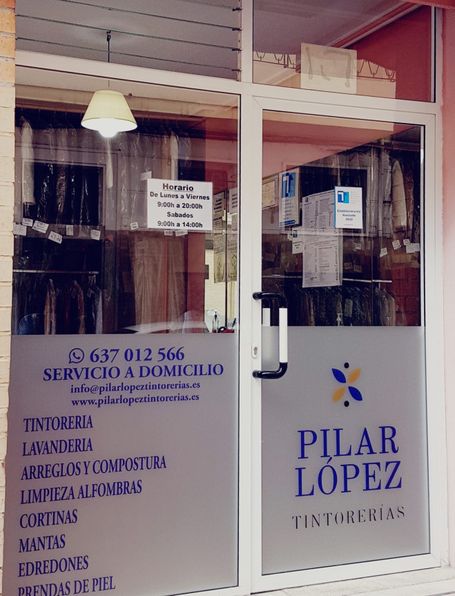 Horario
De Lunes a Viernes
9:00h a 20:00h
Sabados
9:00h a 14:00h
637 012 566
SERVICIO A DOMICILIO
info@pilarlopeztintorerias.es
www.pilarlopeztintorerias.es
TINTORERIA
LAVANDERIA
ARREGLOS Y COMPOSTURA
LIMPIEZA ALFOMBRAS
CORTINAS
MANTAS
EDREDONES
PRENDAS DE PIEL
PILAR
LÓPEZ
TINTORERÍAS